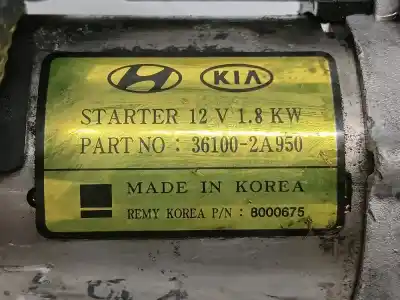 KIA
STARTER 12 V 1.8 KW
PART NO : 36100-2A950
MADE IN KOREA
REMY KOREA P/N : 8000675